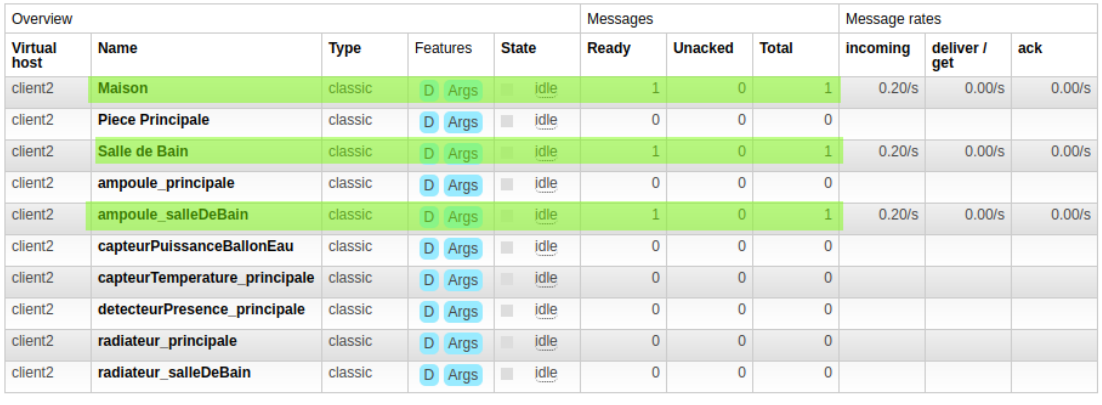 Overview Messages Message rates
Virtual host Name Type Features State Ready Unacked Total incoming deliver / get ack
client2 Maison classic D Args idle 1 0 1 0.20/s 0.00/s 0.00/s
client2 Piece Principale classic D Args idle 0 0 0
client2 Salle de Bain classic D Args idle 1 0 1 0.20/s 0.00/s 0.00/s
client2 ampoule_principale classic D Args idle 0 0 0
client2 ampoule_salleDeBain classic D Args idle 1 0 1 0.20/s 0.00/s 0.00/s
client2 capteurPuissanceBallonEau classic D Args idle 0 0 0
client2 capteurTemperature_principale classic D Args idle 0 0 0
client2 detecteurPresence_principale classic D Args idle 0 0 0
client2 radiateur_principale classic D Args idle 0 0 0
client2 radiateur_salleDeBain classic D Args idle 0 0 0